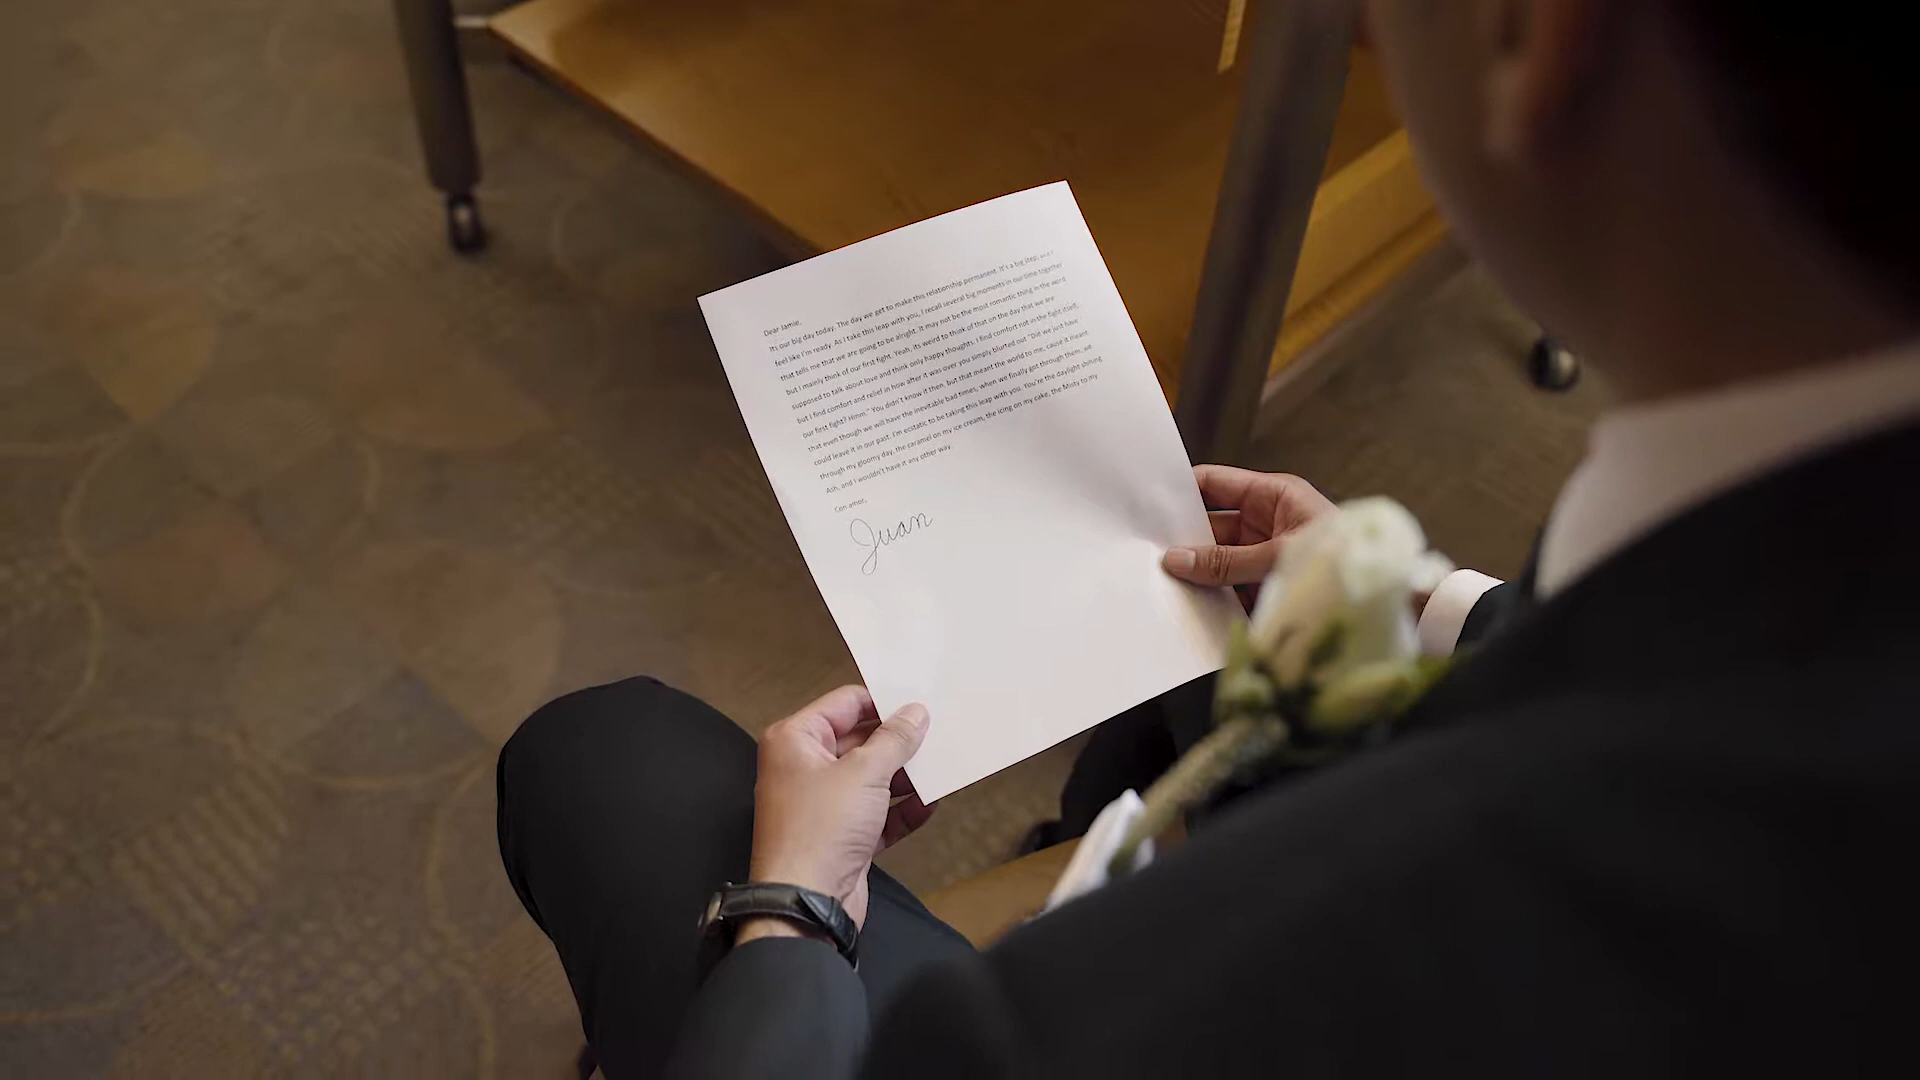 Dear Jamie,
Its our big day today. The day we get to make this relationship permanent. It's a big step, and I
feel like I'm ready. As I take this leap with you, I recall several big moments in our time together
that tells me that we are going to be alright. It may not be the most romantic thing in the word
but I mainly think of our first fight. Yeah, its weird to think of that on the day that we are
supposed to talk about love and think only happy thoughts. I find comfort not in the fight itself,
but I find comfort and relief in how after it was over you simply blurted out "Did we just have
our first fight? Hmm." You didn't know it then, but that meant the world to me, cause it meant
that even though we will have the inevitable bad times, when we finally got through them, we
could leave it in our past. I'm ecstatic to be taking this leap with you. You're the daylight shining
through my gloomy day, the caramel on my ice cream, the icing on my cake, the Misty to my
Ash, and I wouldn't have it any other way.
Con amor,
Juan